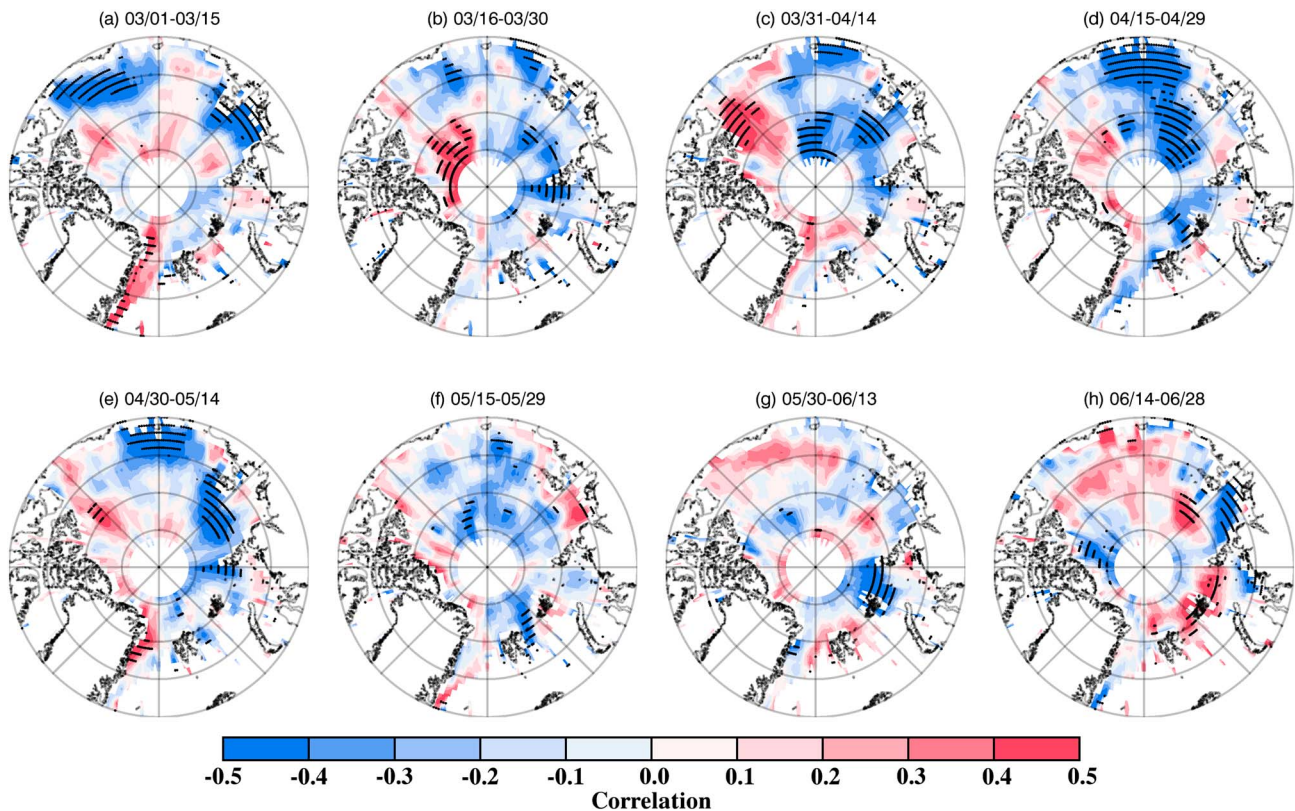 (a) 03/01-03/15
(b) 03/16-03/30
(c) 03/31-04/14
(d) 04/15-04/29
(e) 04/30-05/14
(f) 05/15-05/29
(g) 05/30-06/13
(h) 06/14-06/28
-0.5 -0.4 -0.3 -0.2 -0.1 0.0 0.1 0.2 0.3 0.4 0.5
Correlation